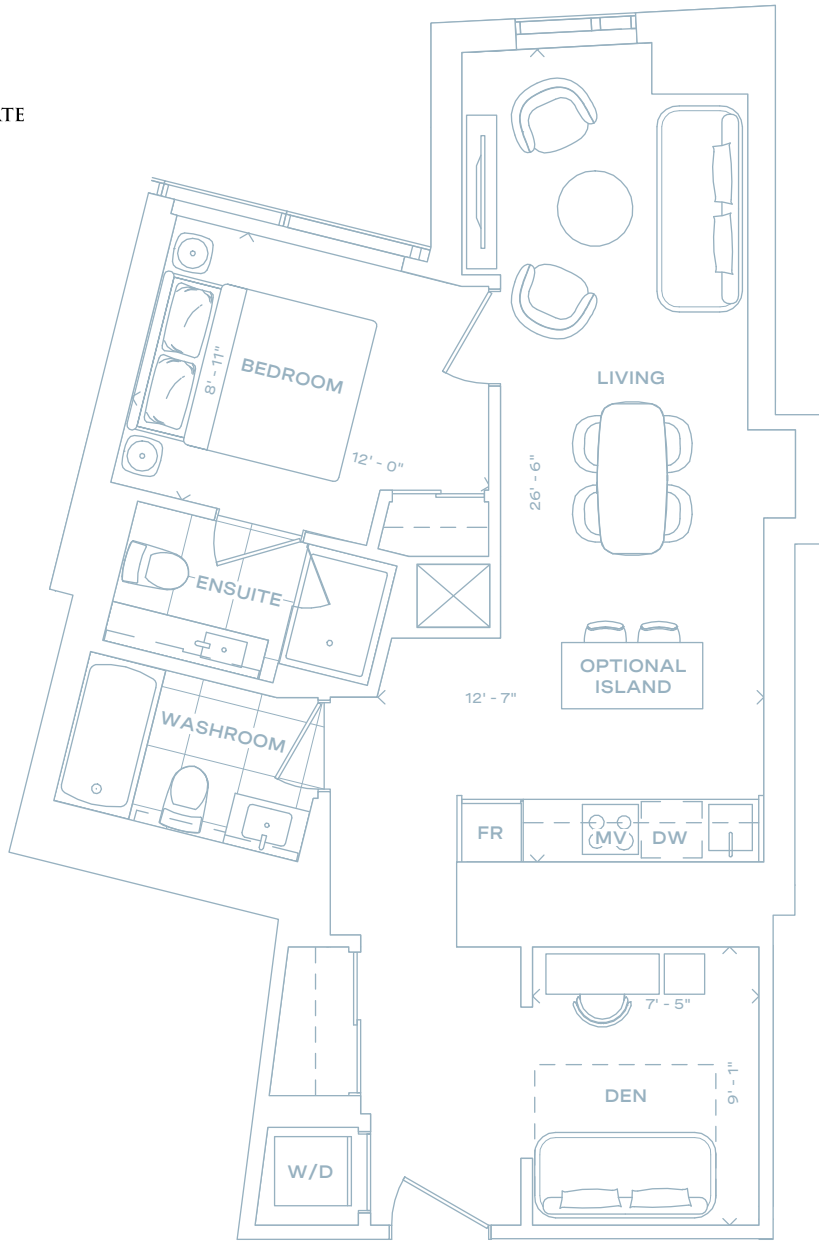 BEDROOM
8' - 11"
12' - 0"
LIVING
26' - 6"
ENSUITE
OPTIONAL
ISLAND
12' - 7"
WASHROOM
FR
MV
DW
7' - 5"
DEN
9' - 1"
W/D